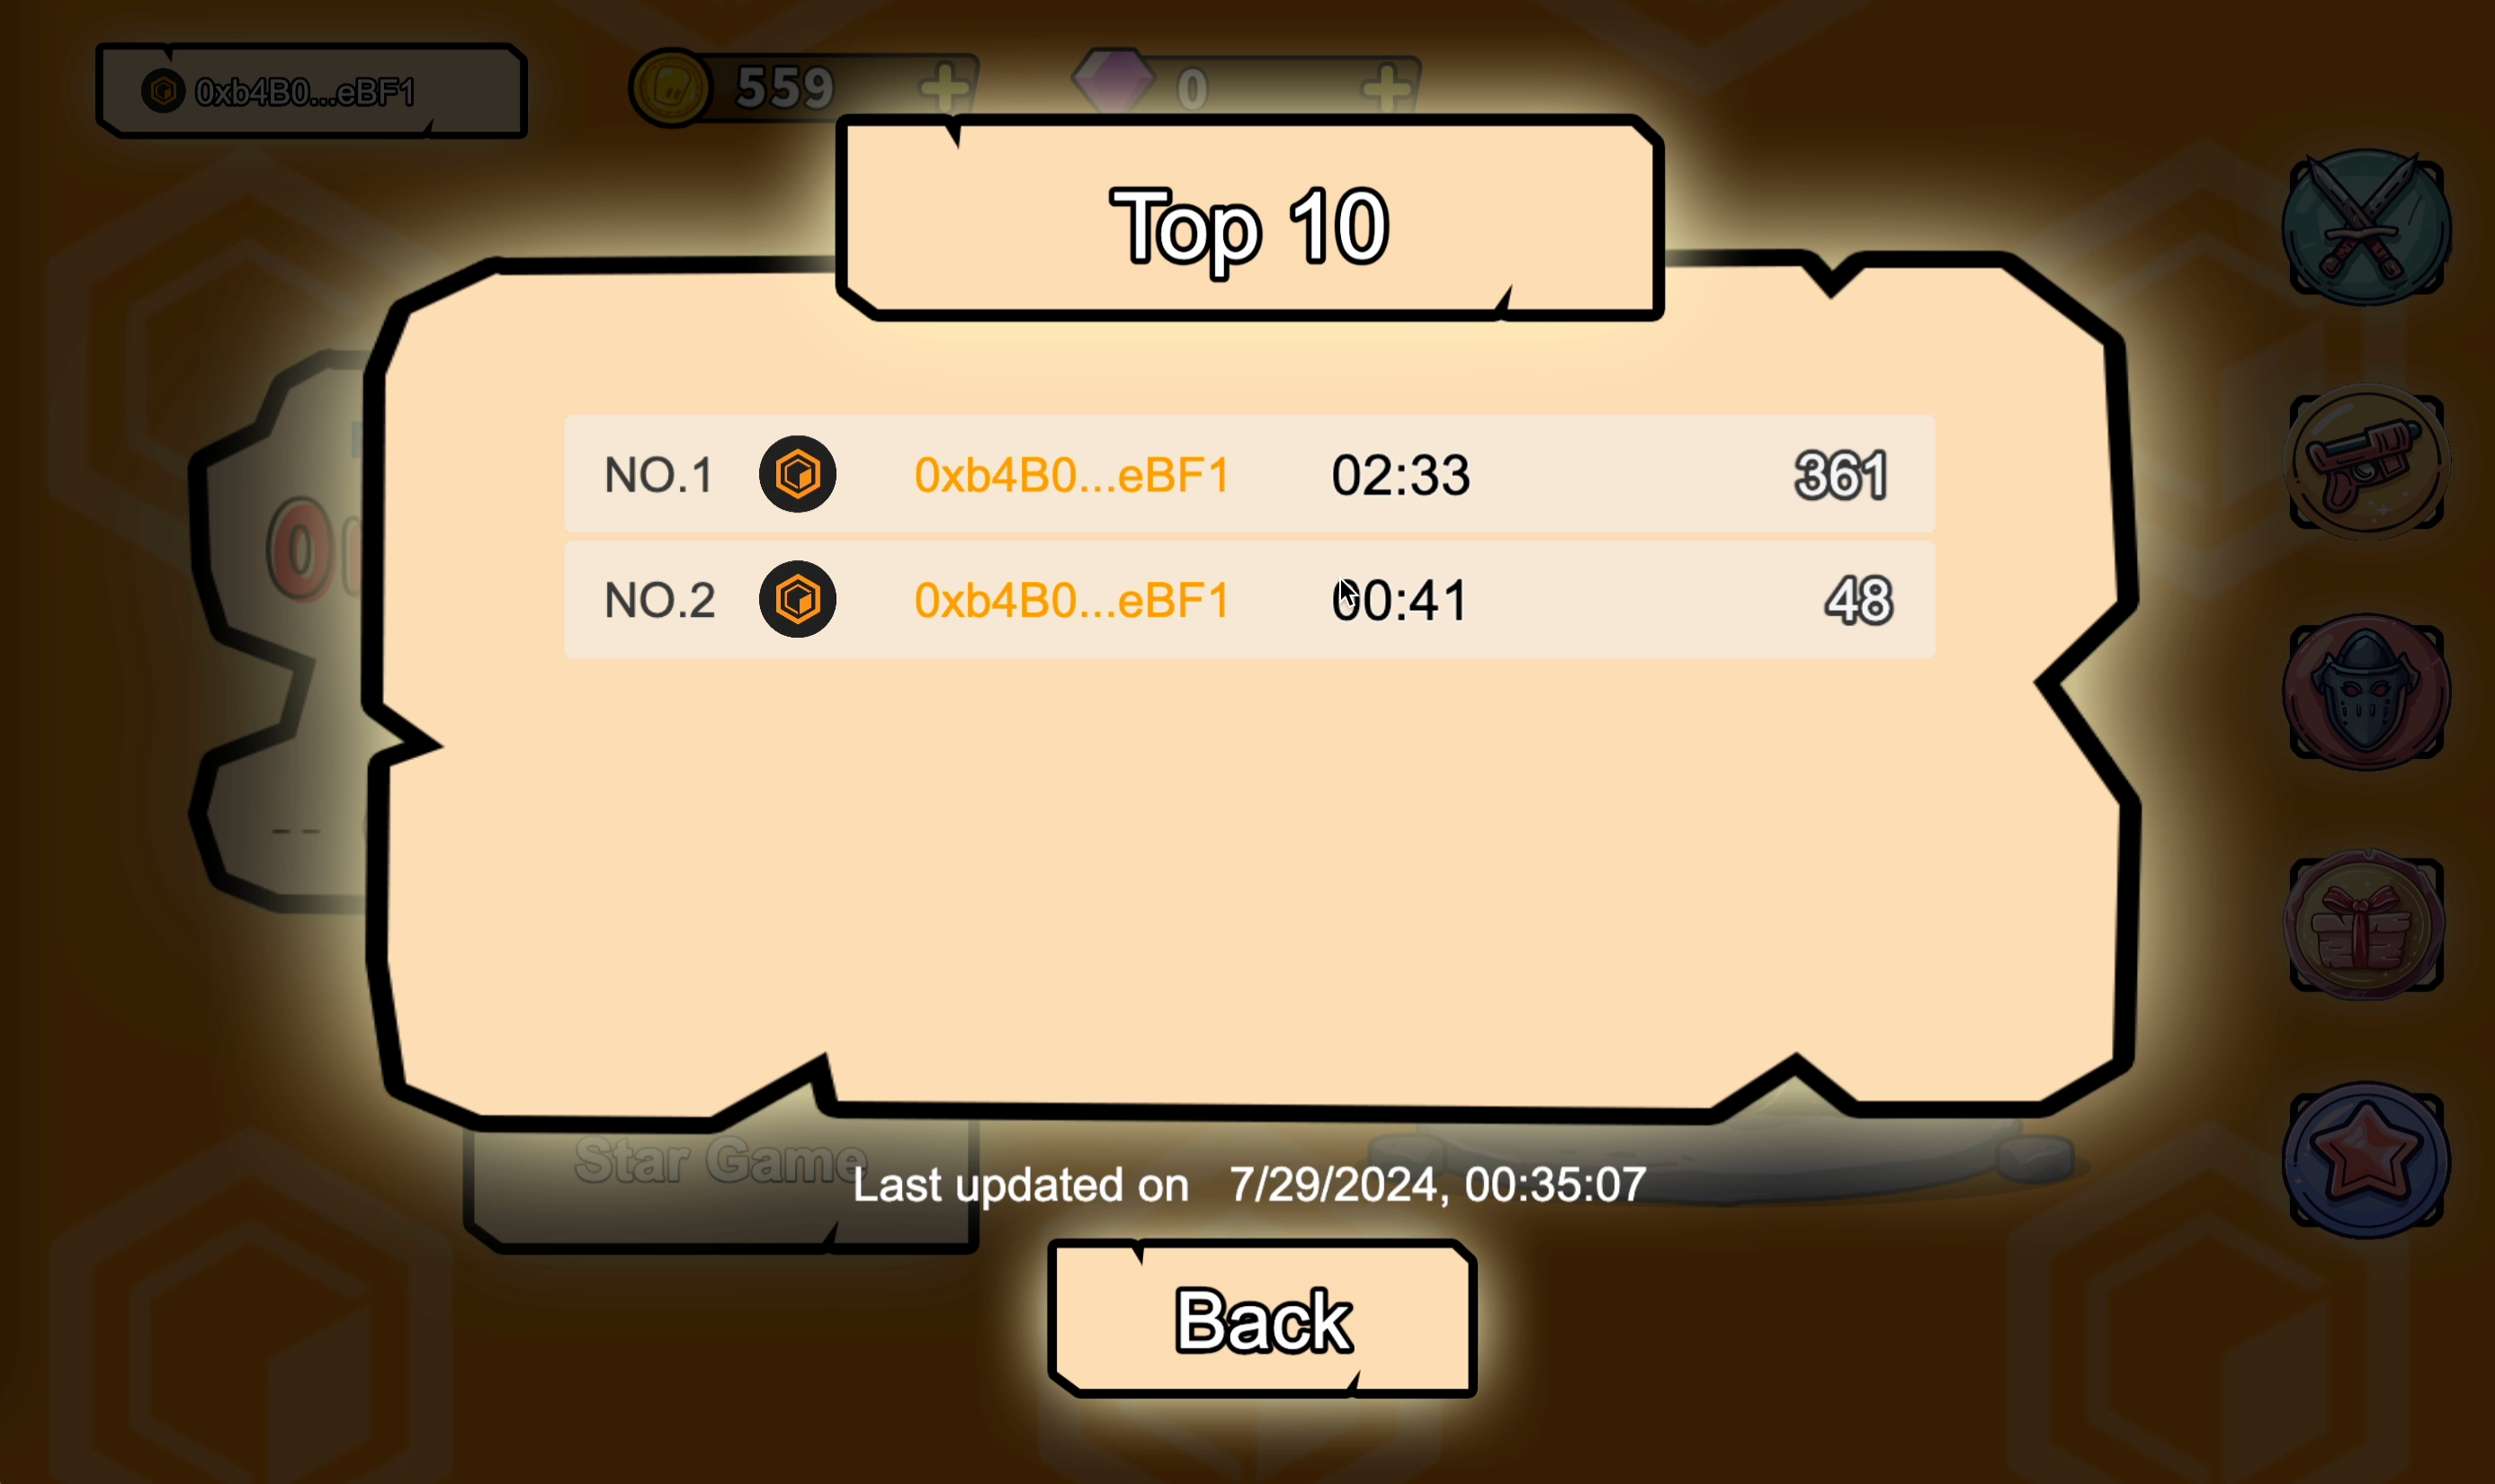 0xb4B0...eBF1
559
0
Top 10
NO.1 0xb4B0...eBF1 02:33 361
NO.2 0xb4B0...eBF1 00:41 48
--
Star Game
Last updated on 7/29/2024, 00:35:07
Back